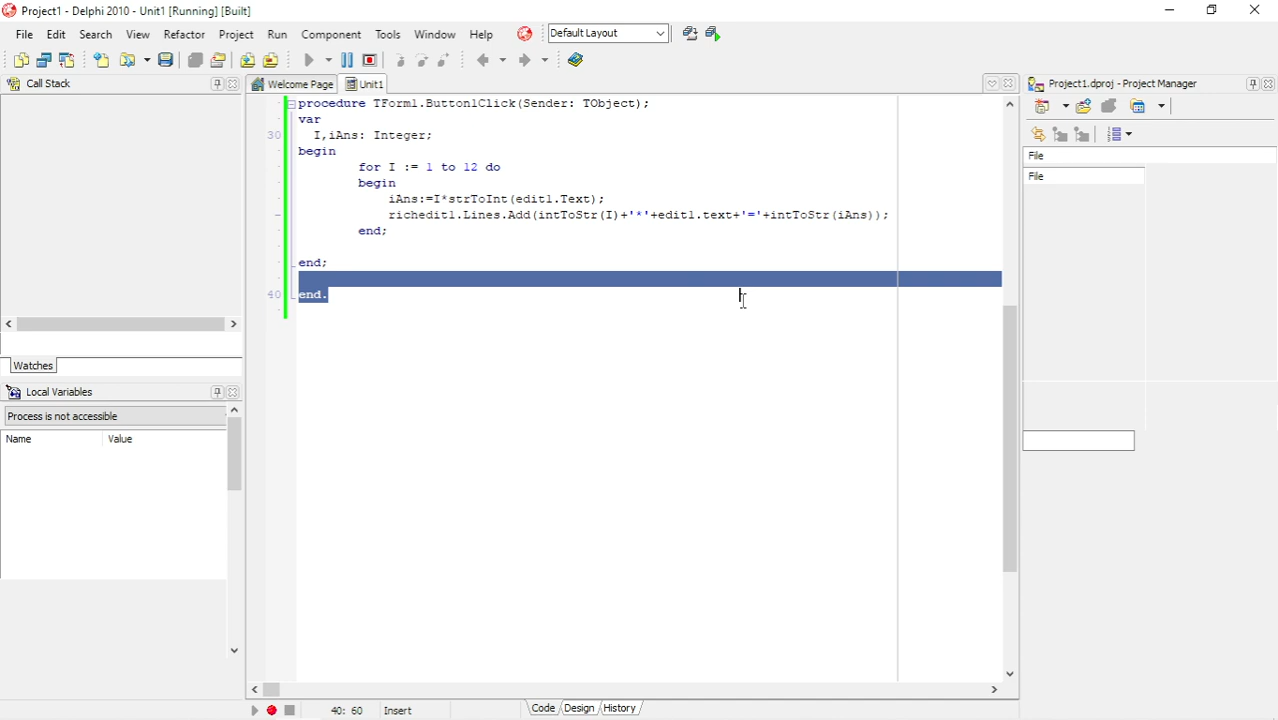 Project1 - Delphi 2010 - Unit1 [Running] [Built]
File Edit Search View Refactor Project Run Component Tools Window Help
Default Layout
Call Stack
Welcome Page
Unit1
Project1.dproj - Project Manager
procedure TForm1.Button1Click(Sender: TObject);
var
30 I,iAns: Integer;
begin
for I := 1 to 12 do
begin
iAns:=I*strToInt(edit1.Text);
richedit1.Lines.Add(intToStr(I)+'*'+edit1.text+'='+intToStr(iAns));
end;
end;
40 end.
File
File
Watches
Local Variables
Process is not accessible
Name Value
40: 60 Insert
Code Design History